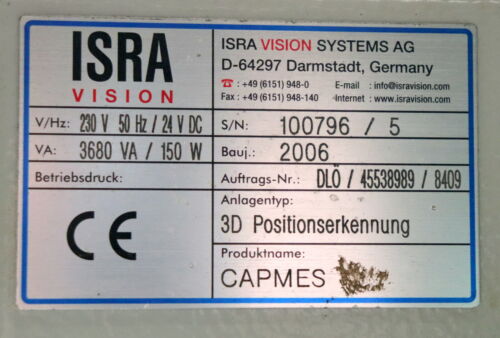 ISRA
VISION
ISRA VISION SYSTEMS AG
D-64297 Darmstadt, Germany
☎ : +49 (6151) 948-0 E-mail : info@isravision.com
Fax : +49 (6151) 948-140 Internet : www.isravision.com
V/Hz: 230 V 50 Hz / 24 V DC
VA: 3680 VA / 150 W
Betriebsdruck:
CE
S/N: 100796 / 5
Bauj.: 2006
Auftrags-Nr.: DLÖ / 45538989 / 8409
Anlagentyp:
3D Positionserkennung
Produktname:
CAPMES